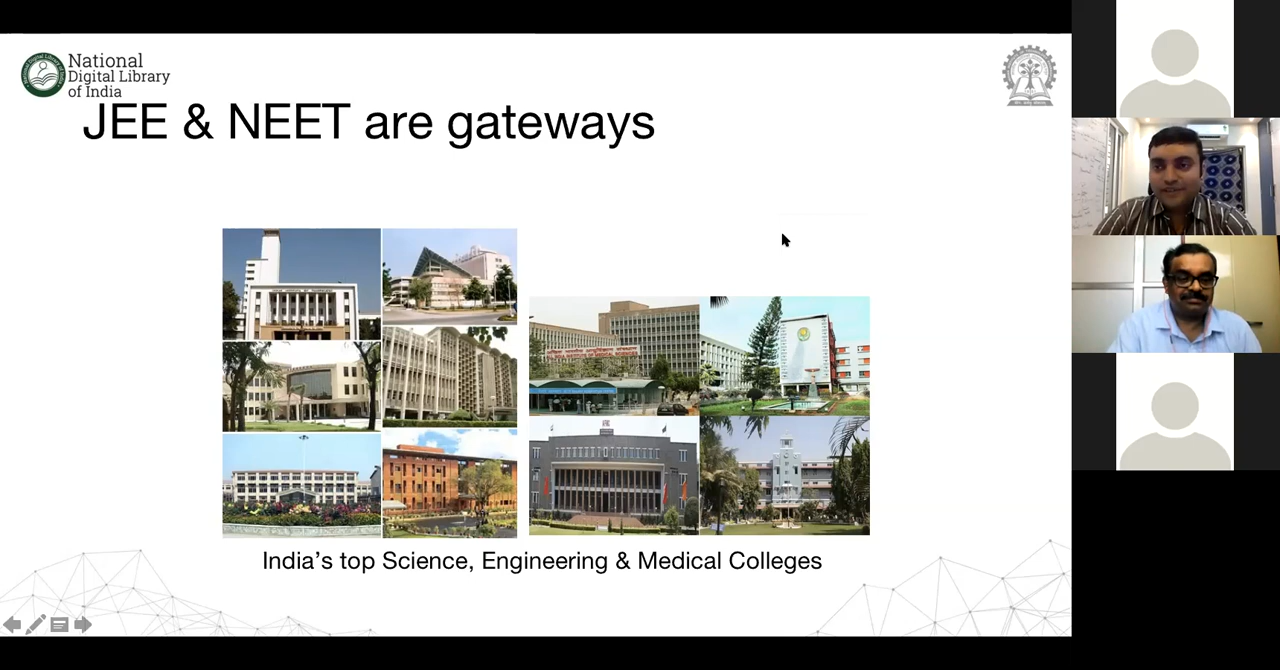 National
Digital Library
of India
JEE & NEET are gateways
India's top Science, Engineering & Medical Colleges